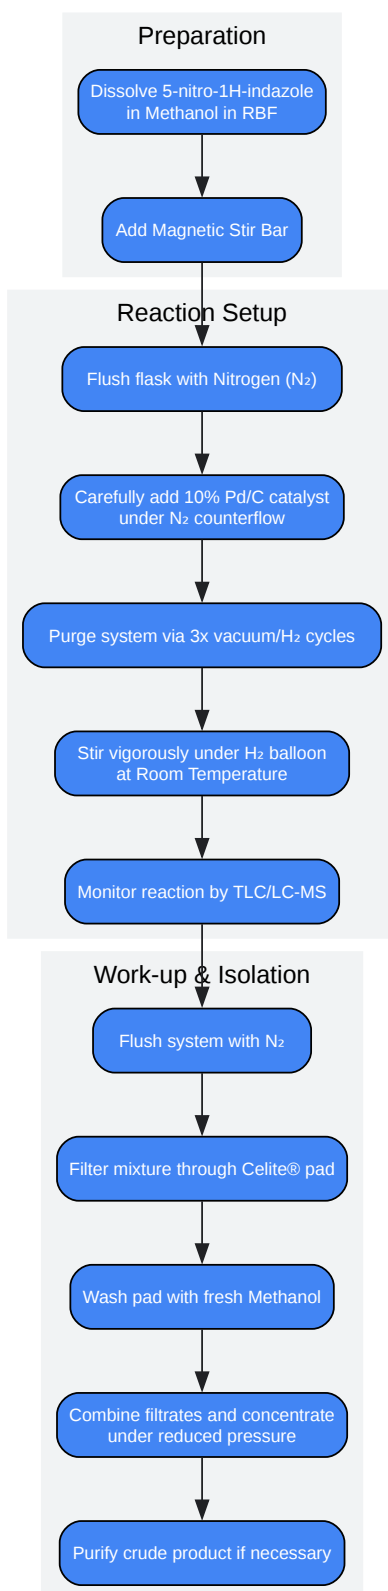 Preparation
Dissolve 5-nitro-1H-indazole
in Methanol in RBF
Add Magnetic Stir Bar
Reaction Setup
Flush flask with Nitrogen (N₂)
Carefully add 10% Pd/C catalyst
under N₂ counterflow
Purge system via 3x vacuum/H₂ cycles
Stir vigorously under H₂ balloon
at Room Temperature
Monitor reaction by TLC/LC-MS
Work-up & Isolation
Flush system with N₂
Filter mixture through Celite® pad
Wash pad with fresh Methanol
Combine filtrates and concentrate
under reduced pressure
Purify crude product if necessary